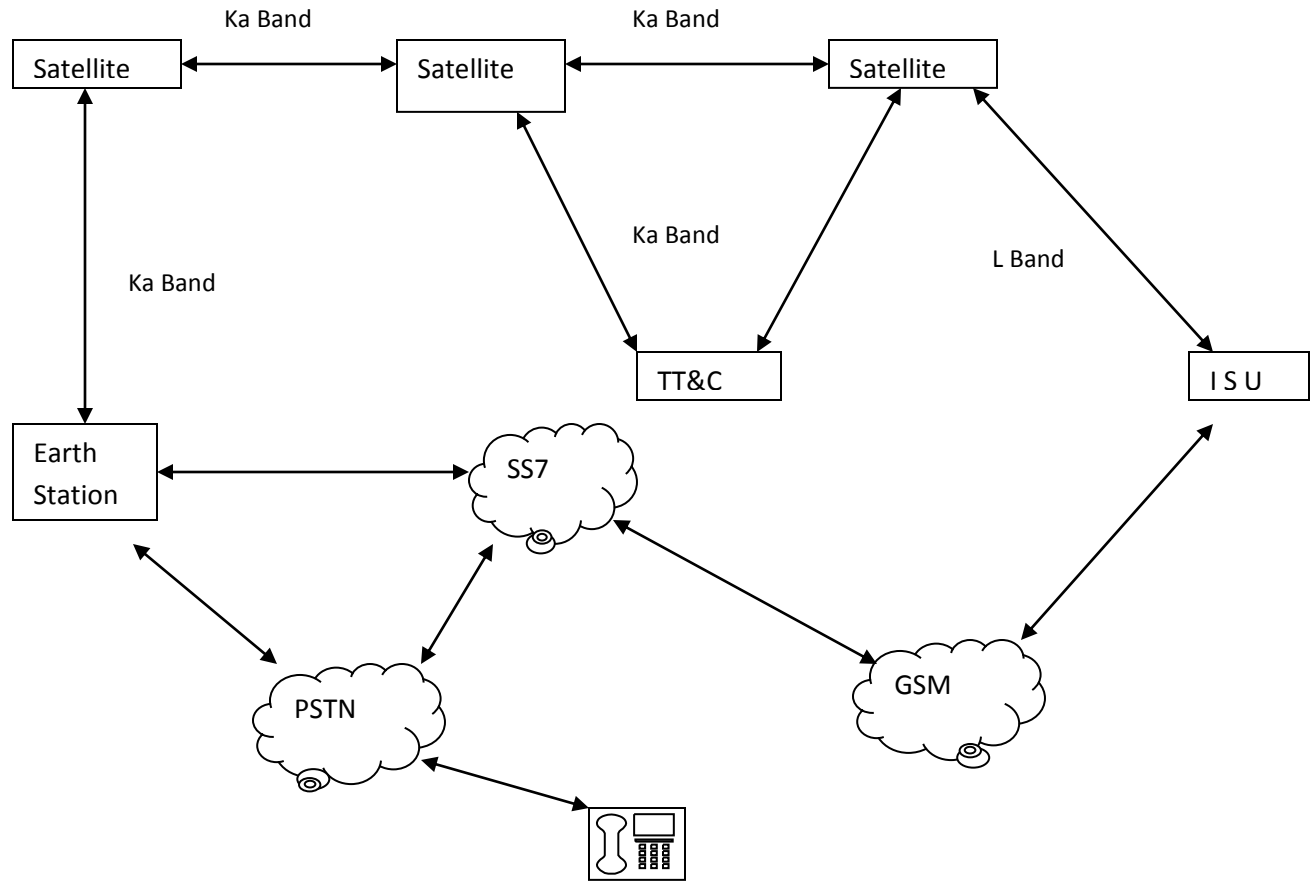 Ka Band
Ka Band
Satellite
Satellite
Satellite
Ka Band
L Band
Ka Band
TT&C
I S U
Earth
Station
SS7
GSM
PSTN